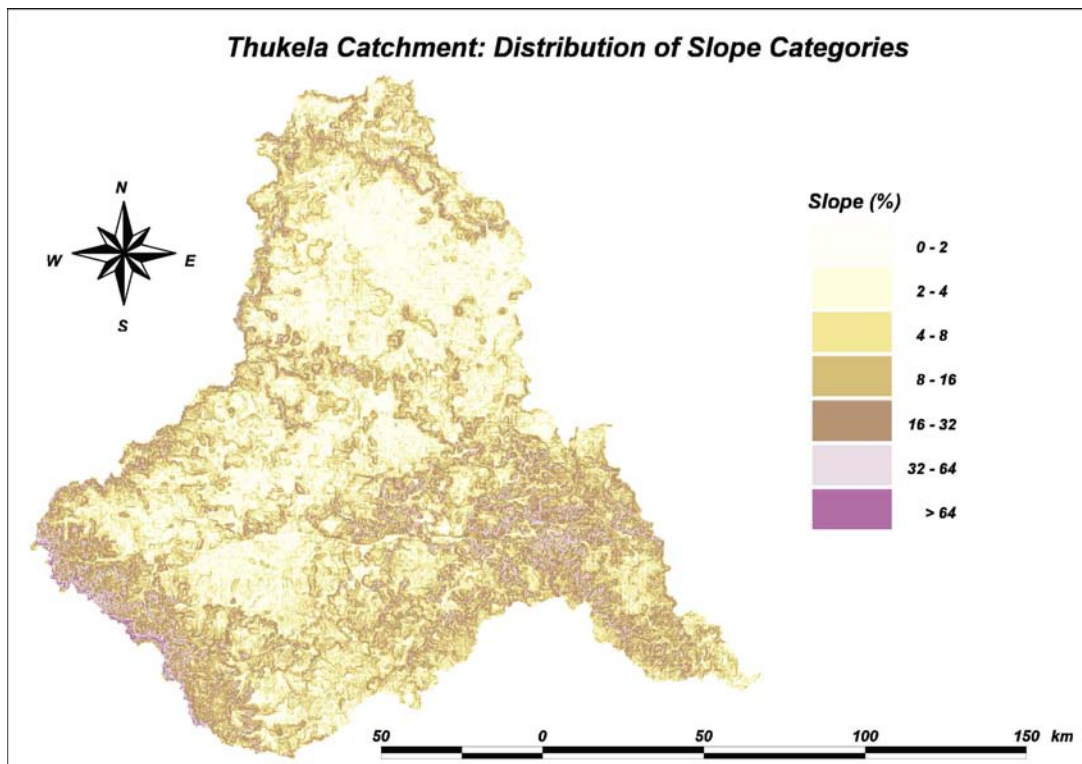 Thukela Catchment: Distribution of Slope Categories
N
W E
S
Slope (%)
0 - 2
2 - 4
4 - 8
8 - 16
16 - 32
32 - 64
> 64
50 0 50 100 150 km